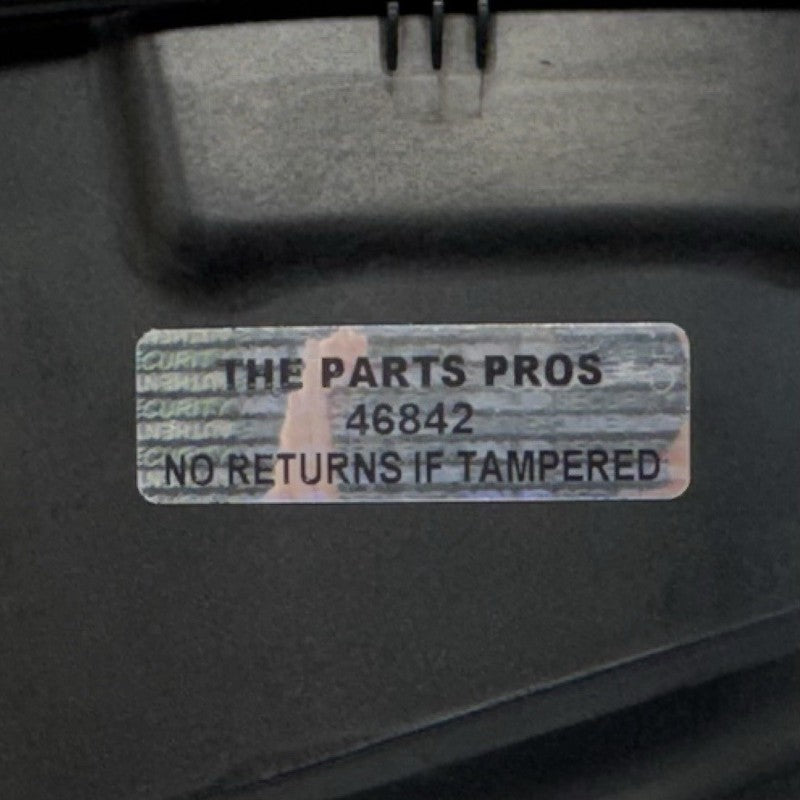 THE PARTS PROS
46842
NO RETURNS IF TAMPERED